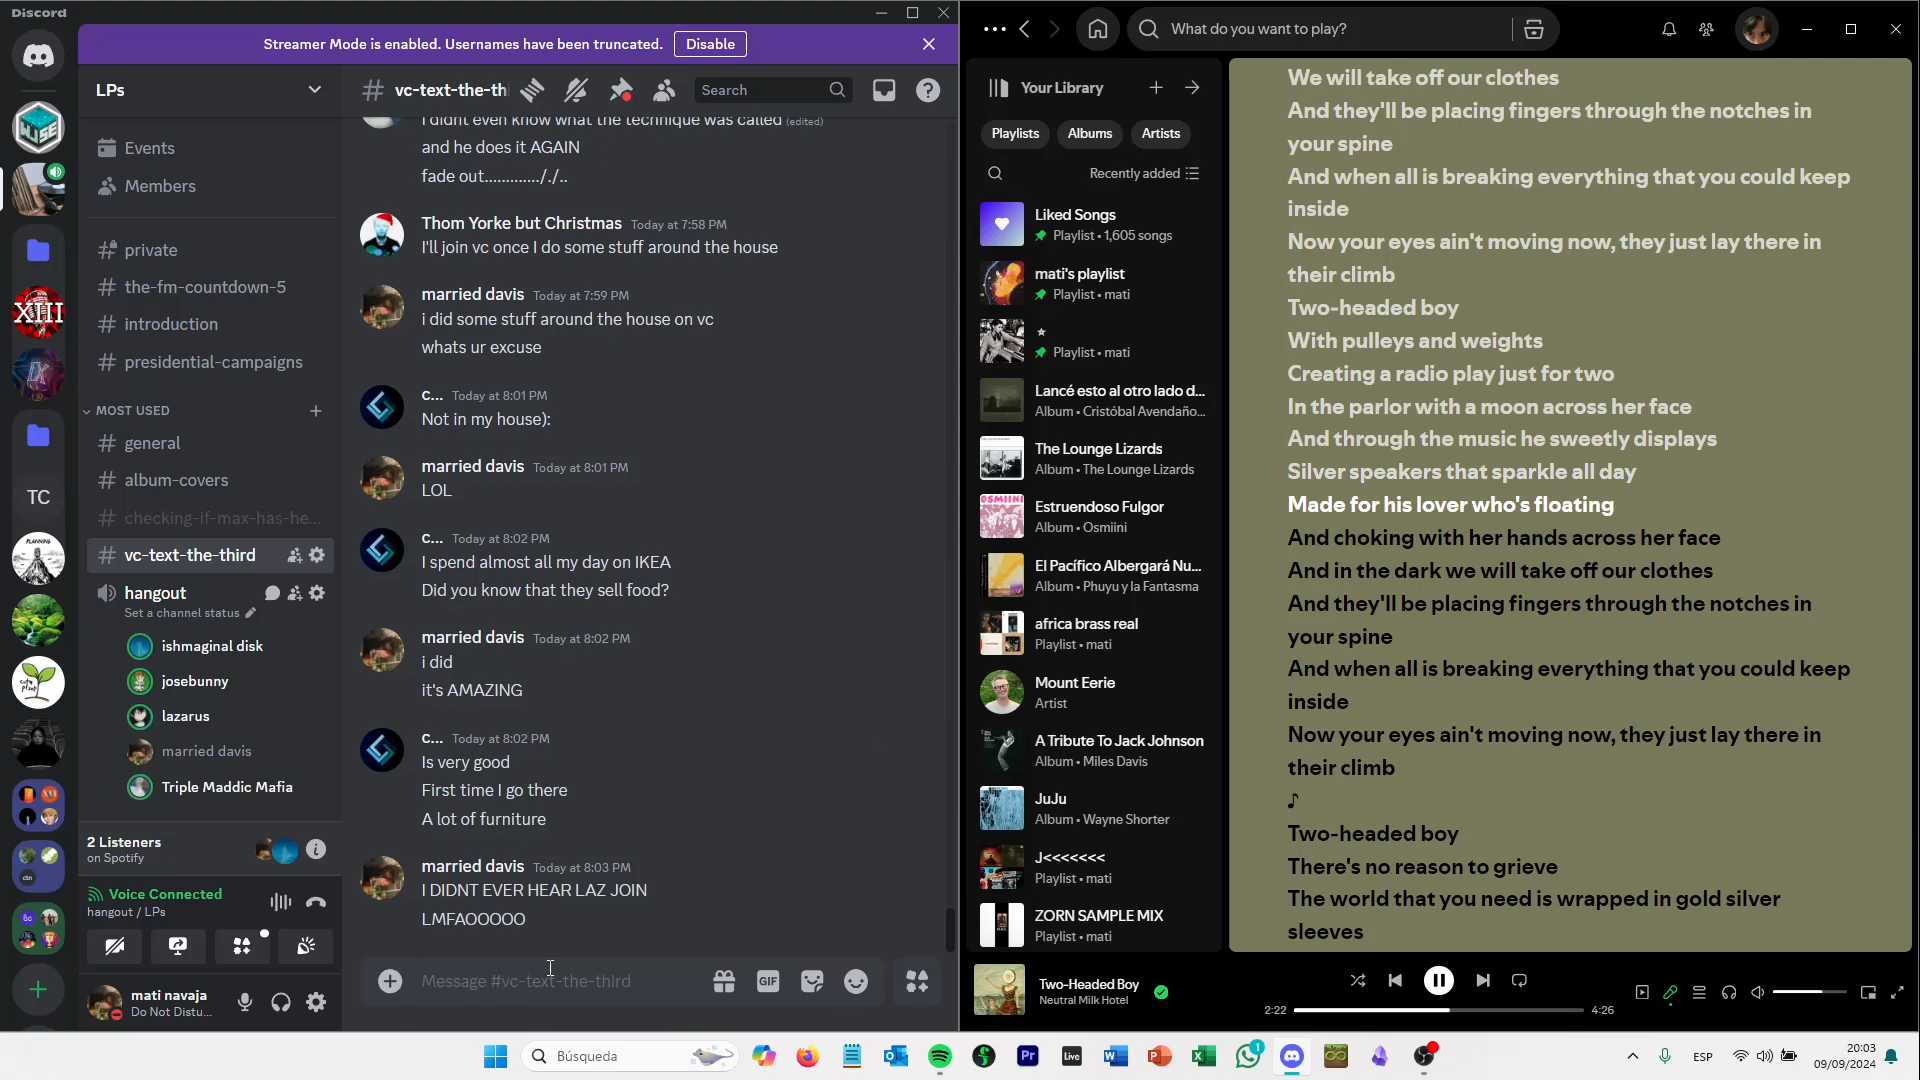 Discord
Streamer Mode is enabled. Usernames have been truncated.
Disable
LPs
Events
Members
private
the-fm-countdown-5
introduction
presidential-campaigns
MOST USED
general
album-covers
checking-if-max-has-he...
vc-text-the-third
hangout
Set a channel status
ishmaginal disk
josebunny
lazarus
married davis
Triple Maddic Mafia
2 Listeners
on Spotify
Voice Connected
hangout / LPs
mati navaja
Do Not Distu...
XIII
TC
vc-text-the-th
Search
I didnt even know what the technique was called (edited)
and he does it AGAIN
fade out............././..
Thom Yorke but Christmas Today at 7:58 PM
I'll join vc once I do some stuff around the house
married davis Today at 7:59 PM
i did some stuff around the house on vc
whats ur excuse
C... Today at 8:01 PM
Not in my house):
married davis Today at 8:01 PM
LOL
C... Today at 8:02 PM
I spend almost all my day on IKEA
Did you know that they sell food?
married davis Today at 8:02 PM
i did
it's AMAZING
C... Today at 8:02 PM
Is very good
First time I go there
A lot of furniture
married davis Today at 8:03 PM
I DIDNT EVER HEAR LAZ JOIN
LMFAOOOOO
Message #vc-text-the-third
GIF
What do you want to play?
Your Library
Playlists
Albums
Artists
Recently added
Liked Songs
Playlist • 1,605 songs
mati's playlist
Playlist • mati
⋆
Playlist • mati
Lancé esto al otro lado d...
Album • Cristóbal Avendaño...
The Lounge Lizards
Album • The Lounge Lizards
Estruendoso Fulgor
Album • Osmiini
El Pacífico Albergará Nu...
Album • Phuyu y la Fantasma
africa brass real
Playlist • mati
Mount Eerie
Artist
A Tribute To Jack Johnson
Album • Miles Davis
JuJu
Album • Wayne Shorter
J<<<<<<<
Playlist • mati
ZORN SAMPLE MIX
Playlist • mati
We will take off our clothes
And they'll be placing fingers through the notches in
your spine
And when all is breaking everything that you could keep
inside
Now your eyes ain't moving now, they just lay there in
their climb
Two-headed boy
With pulleys and weights
Creating a radio play just for two
In the parlor with a moon across her face
And through the music he sweetly displays
Silver speakers that sparkle all day
Made for his lover who's floating
And choking with her hands across her face
And in the dark we will take off our clothes
And they'll be placing fingers through the notches in
your spine
And when all is breaking everything that you could keep
inside
Now your eyes ain't moving now, they just lay there in
their climb
♪
Two-headed boy
There's no reason to grieve
The world that you need is wrapped in gold silver
sleeves
Two-Headed Boy
Neutral Milk Hotel
2:22
4:26
Búsqueda
Pr
Live
1
ESP
20:03
09/09/2024